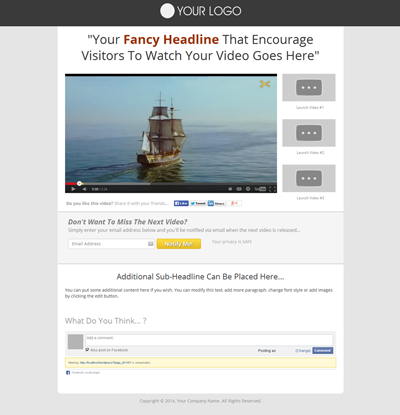 YOUR LOGO
"Your Fancy Headline That Encourage
Visitors To Watch Your Video Goes Here"
Launch Video #1
Launch Video #2
Launch Video #3
Do you like this video? Share it with your friends...
Like
Tweet
Share
Don't Want To Miss The Next Video?
Simply enter your email address below and you'll be notified via email when the next video is released...
Email Address
Notify Me!
Your privacy is SAFE
Additional Sub-Headline Can Be Placed Here...
You can put some additional content here if you wish. You can modify this text, add more paragraph, change font style or add images
by clicking the edit button.
What Do You Think... ?
Add a comment...
Also post on Facebook
Posting as
Comment
Facebook social plugin
Copyright © 2014, Your Company Name. All Rights Reserved.